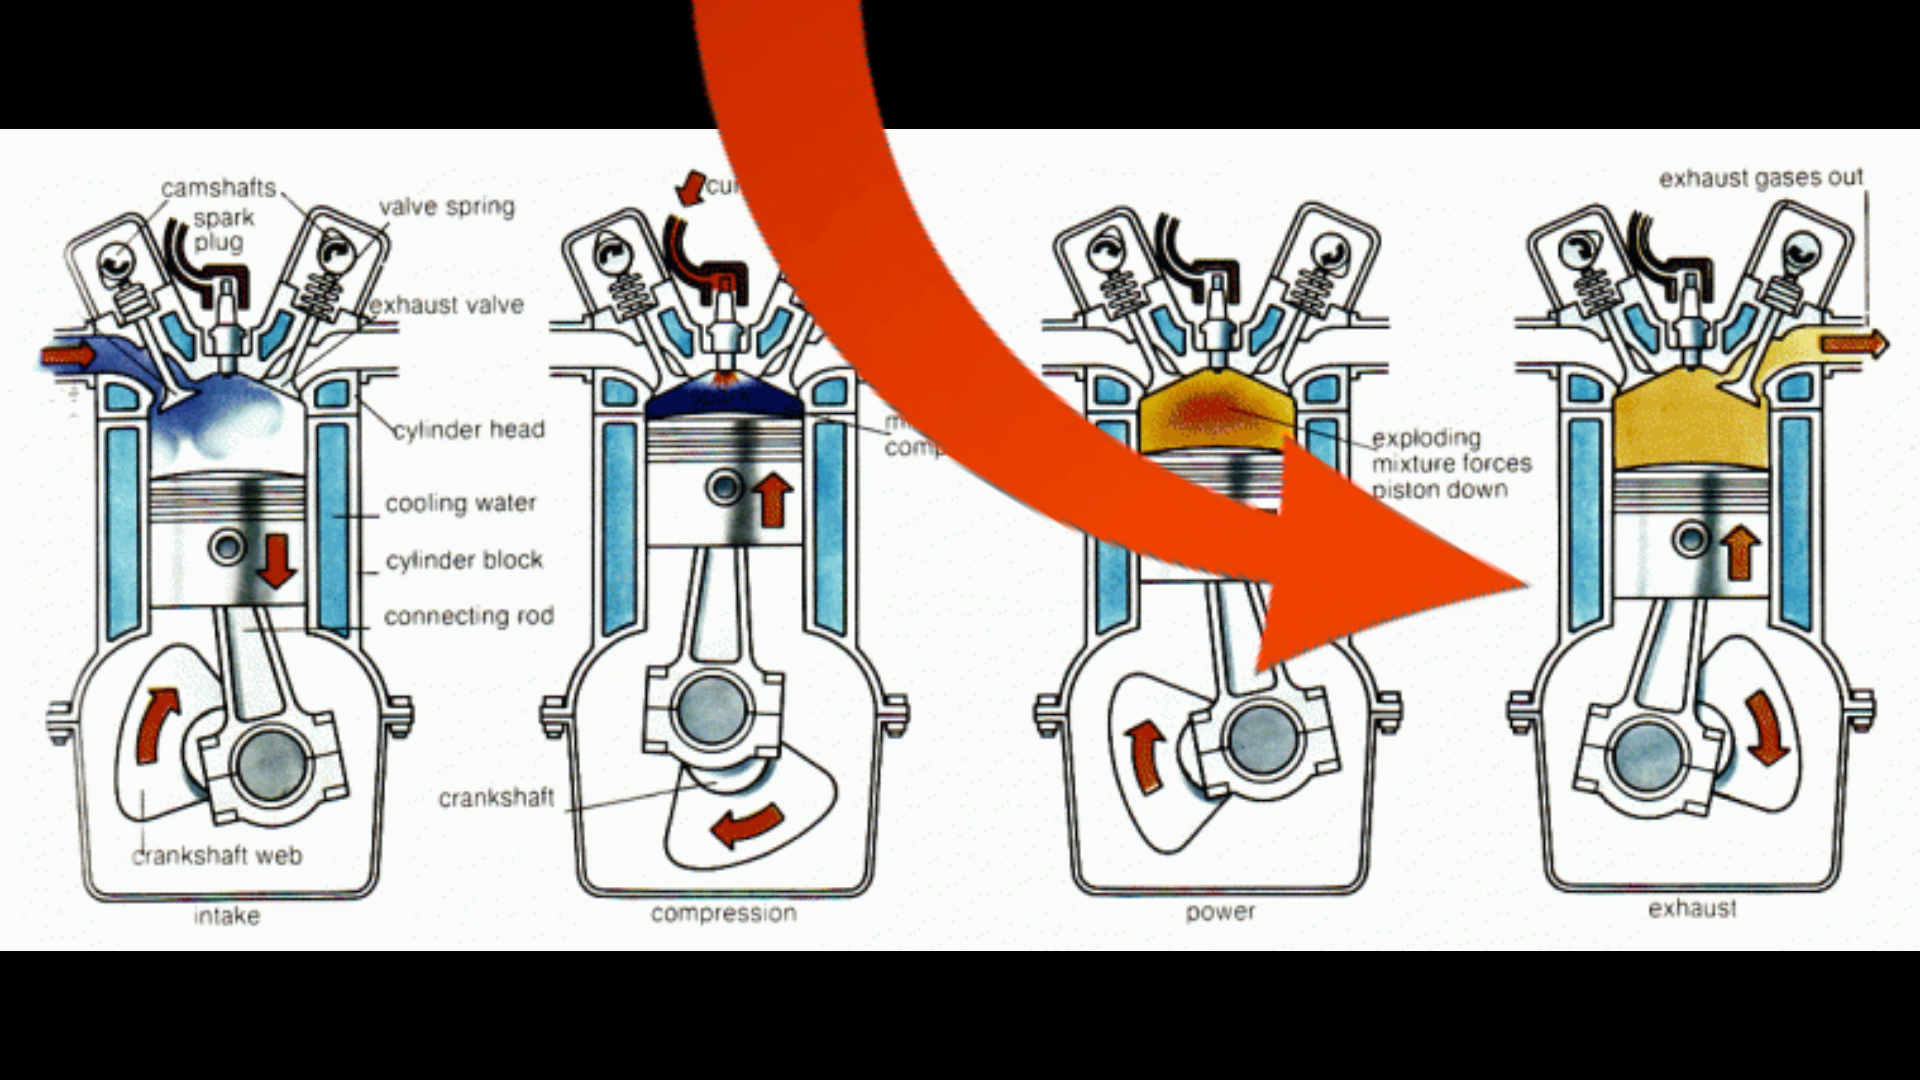 camshafts
spark
plug
valve spring
exhaust valve
cylinder head
cooling water
cylinder block
connecting rod
crankshaft web
intake
spark
crankshaft
compression
exploding
mixture forces
piston down
power
exhaust gases out
exhaust